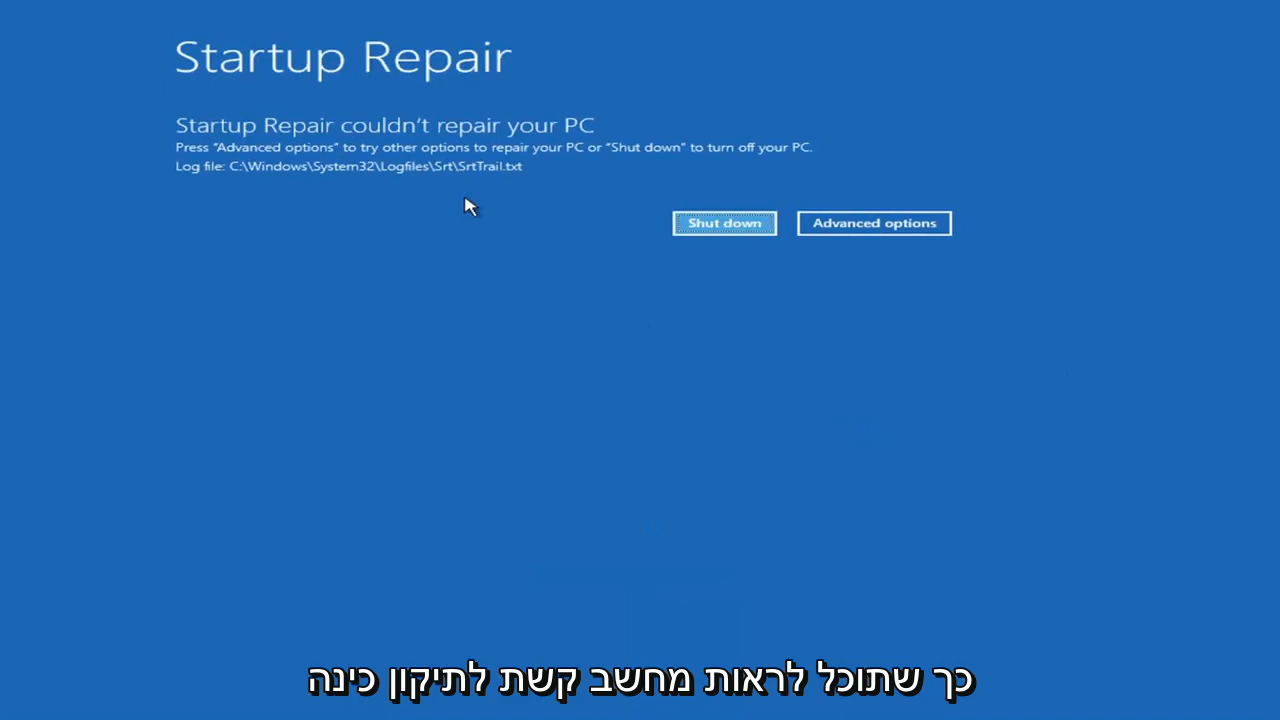 Startup Repair
Startup Repair couldn't repair your PC
Press “Advanced options” to try other options to repair your PC or “Shut down” to turn off your PC.
Log file: C:\Windows\System32\Logfiles\Srt\SrtTrail.txt
Shut down
Advanced options
כך שתוכל לראות מחשב קשת לתיקון כינה